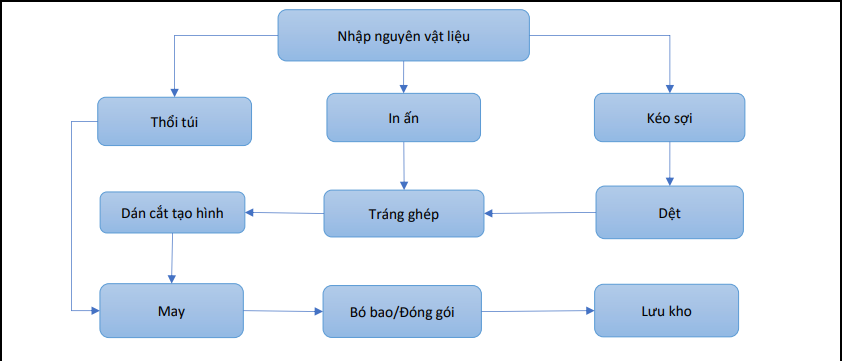 Nhập nguyên vật liệu
Thổi túi
In ấn
Kéo sợi
Dán cắt tạo hình
Tráng ghép
Dệt
May
Bó bao/Đóng gói
Lưu kho